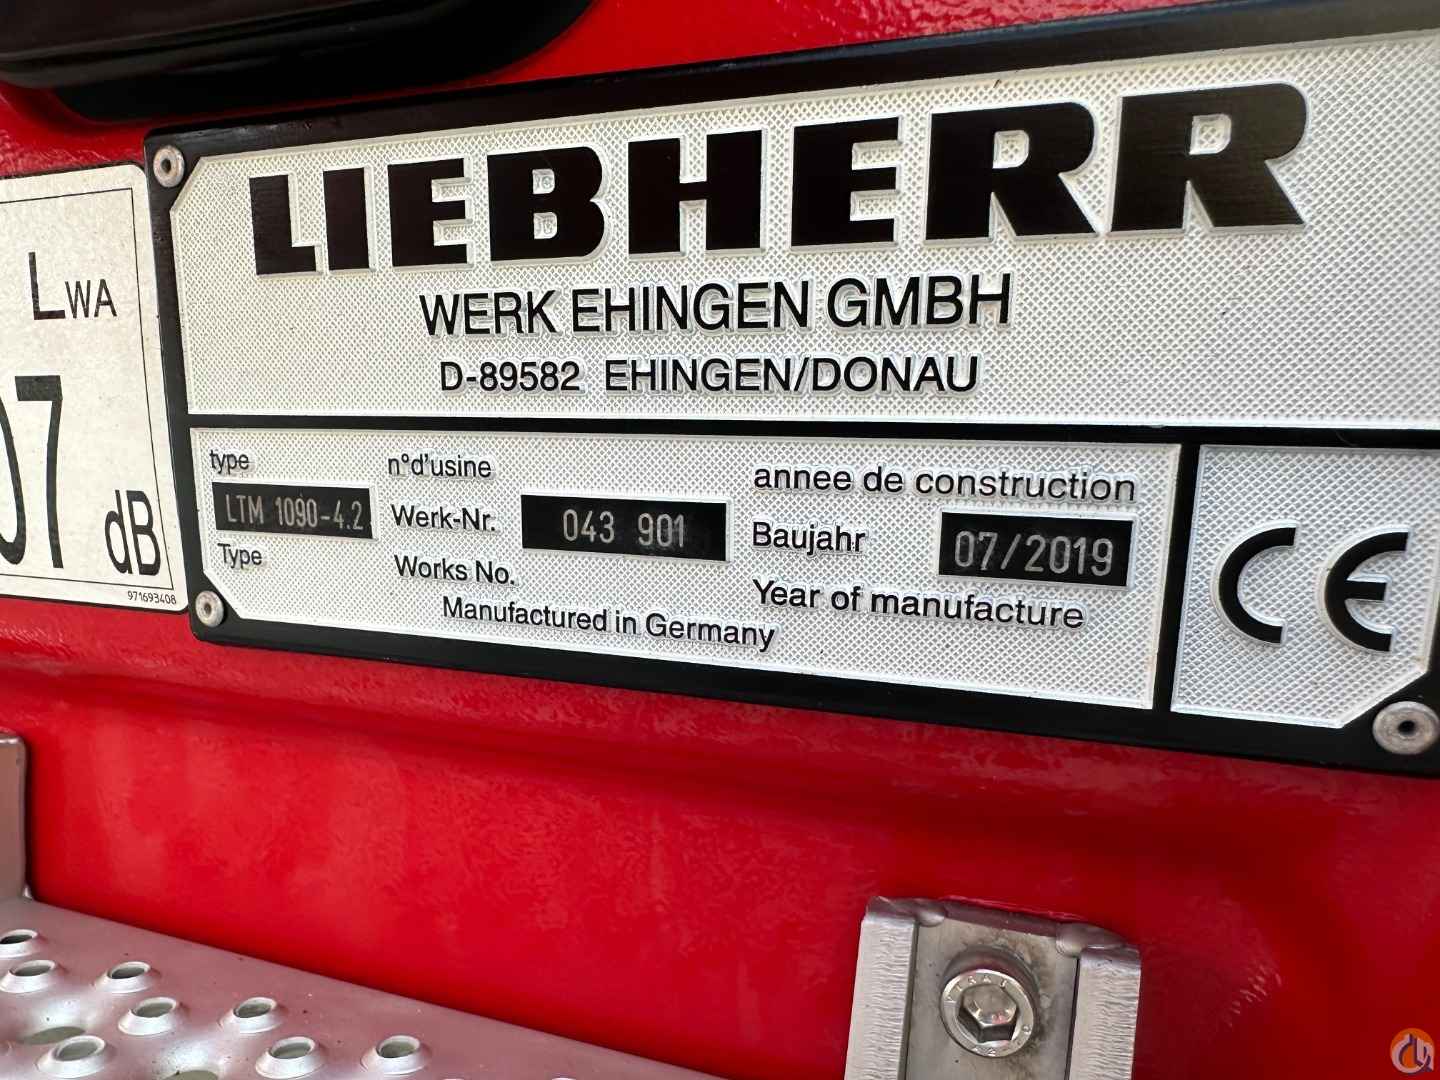 LIEBHERR
WERK EHINGEN GMBH
D-89582 EHINGEN/DONAU
type
LTM 1090-4.2
Type
n°d'usine
Werk-Nr. 043 901
Works No.
annee de construction
Baujahr 07/2019
Year of manufacture
Manufactured in Germany
CE
LWA
07
dB
971693408